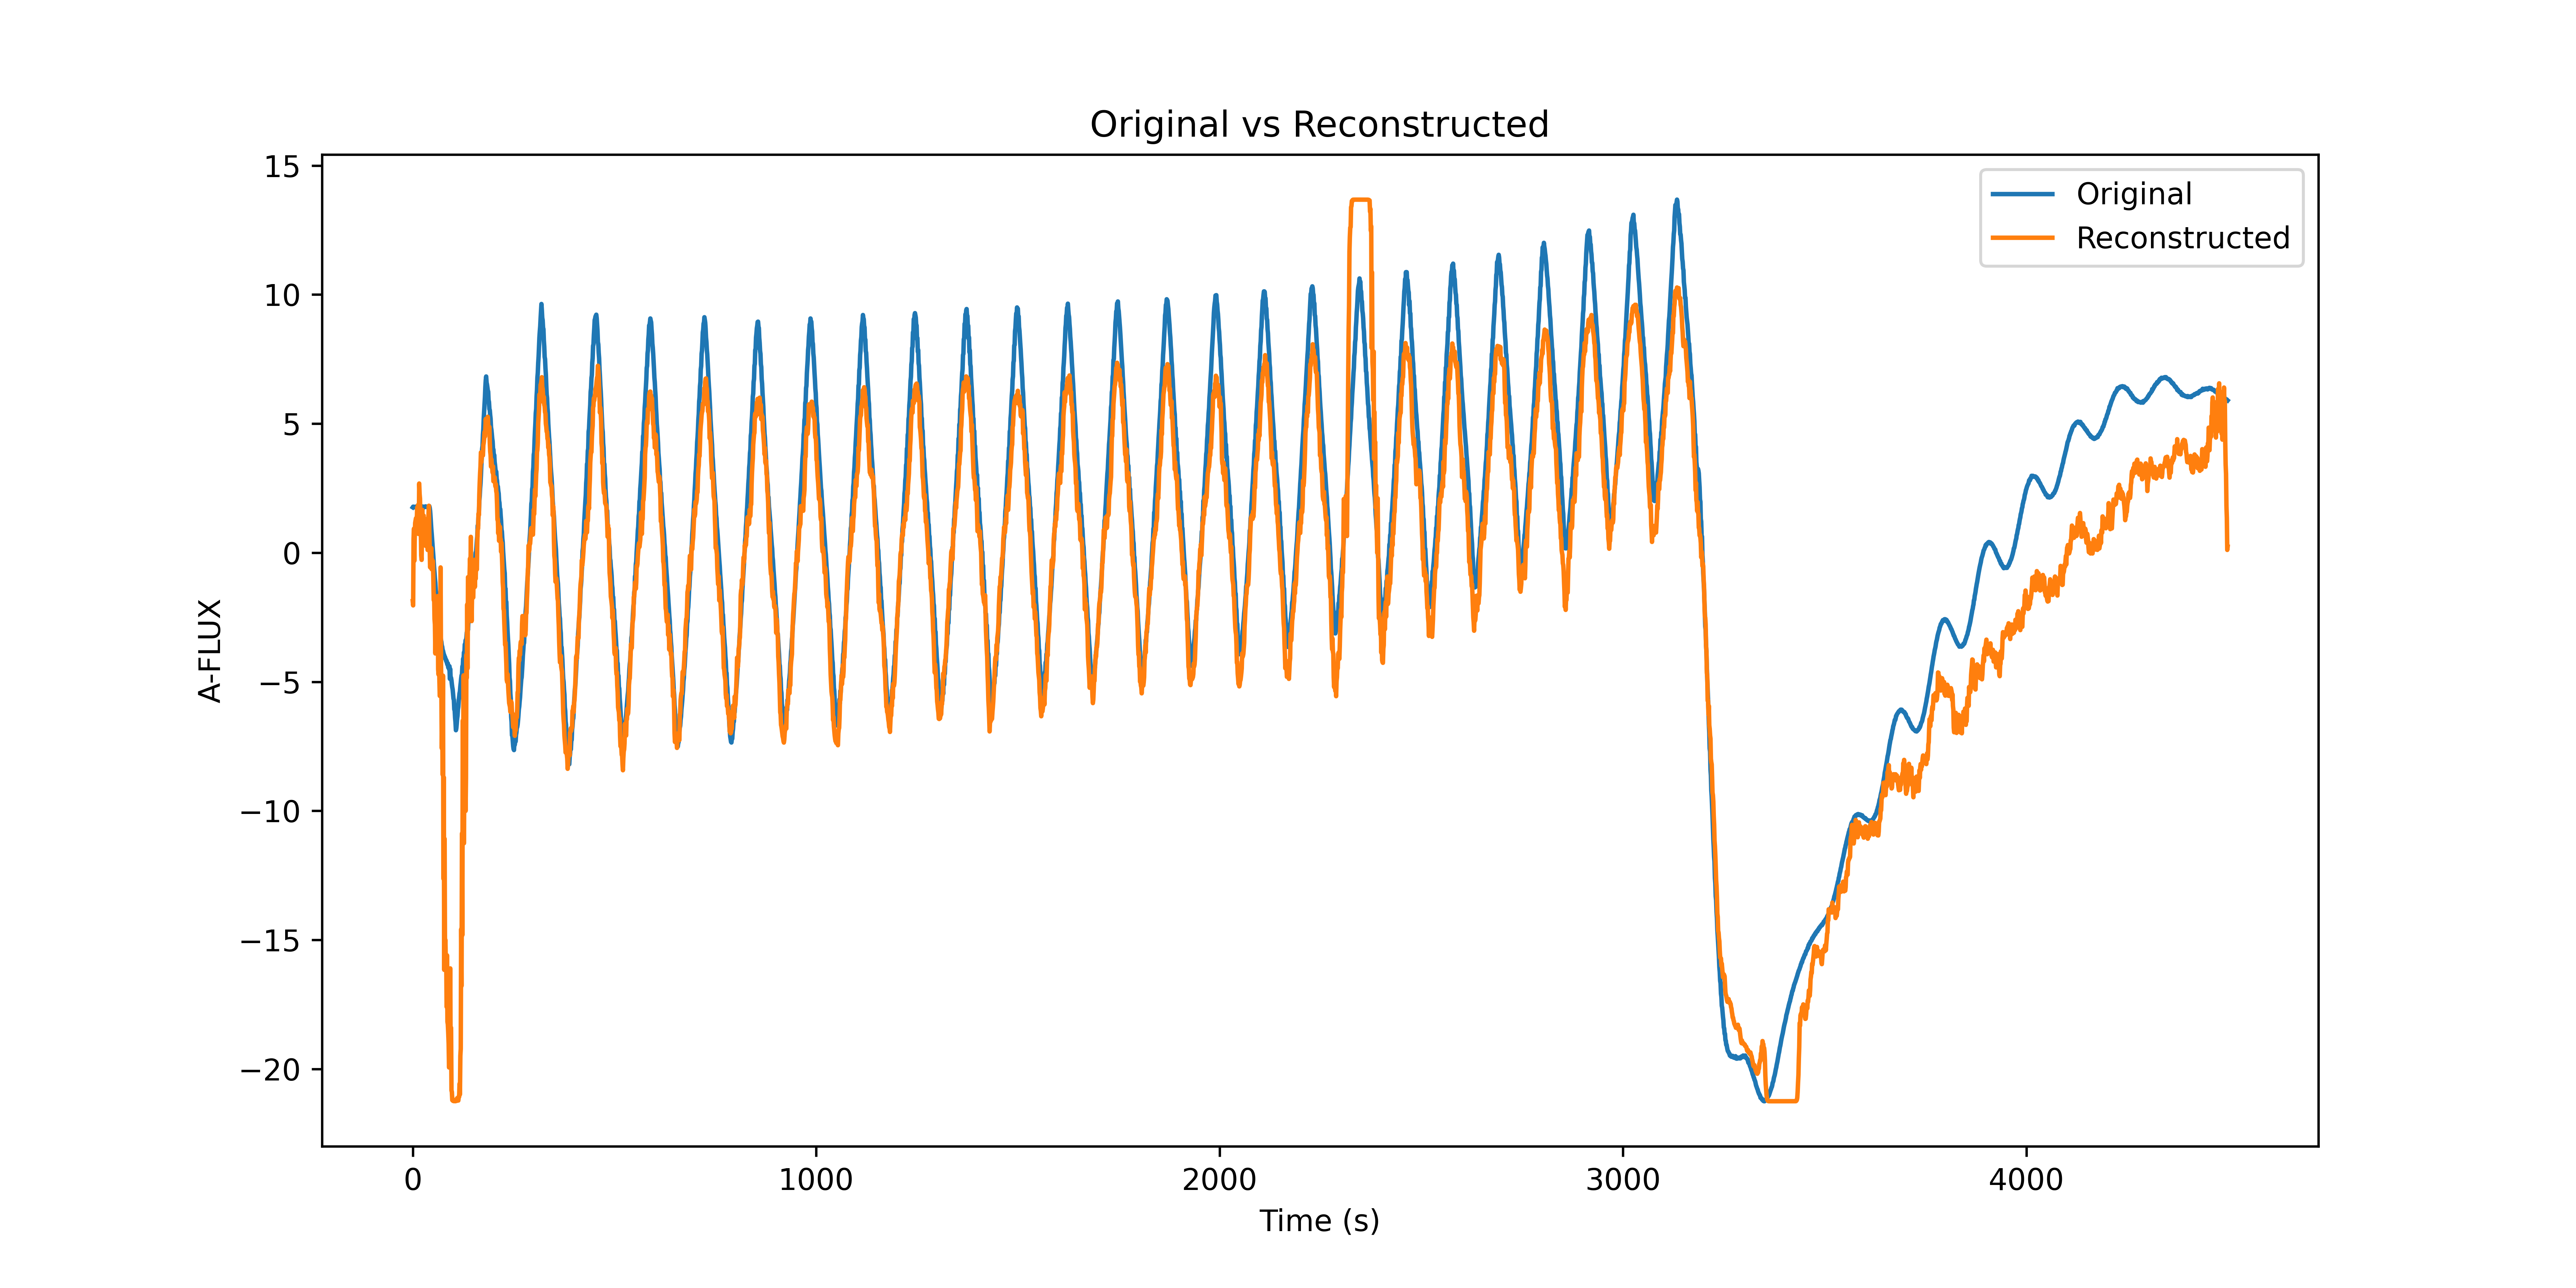 Original vs Reconstructed
15
10
5
0
−5
−10
−15
−20
A-FLUX
Original
Reconstructed
0 1000 2000 3000 4000
Time (s)